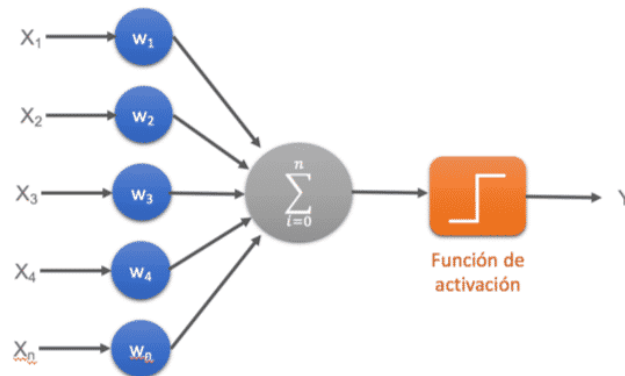 X₁ w₁
X₂ w₂
X₃ w₃
X₄ w₄
Xₙ wₙ
n
∑
i=0
Función de
activación
Y